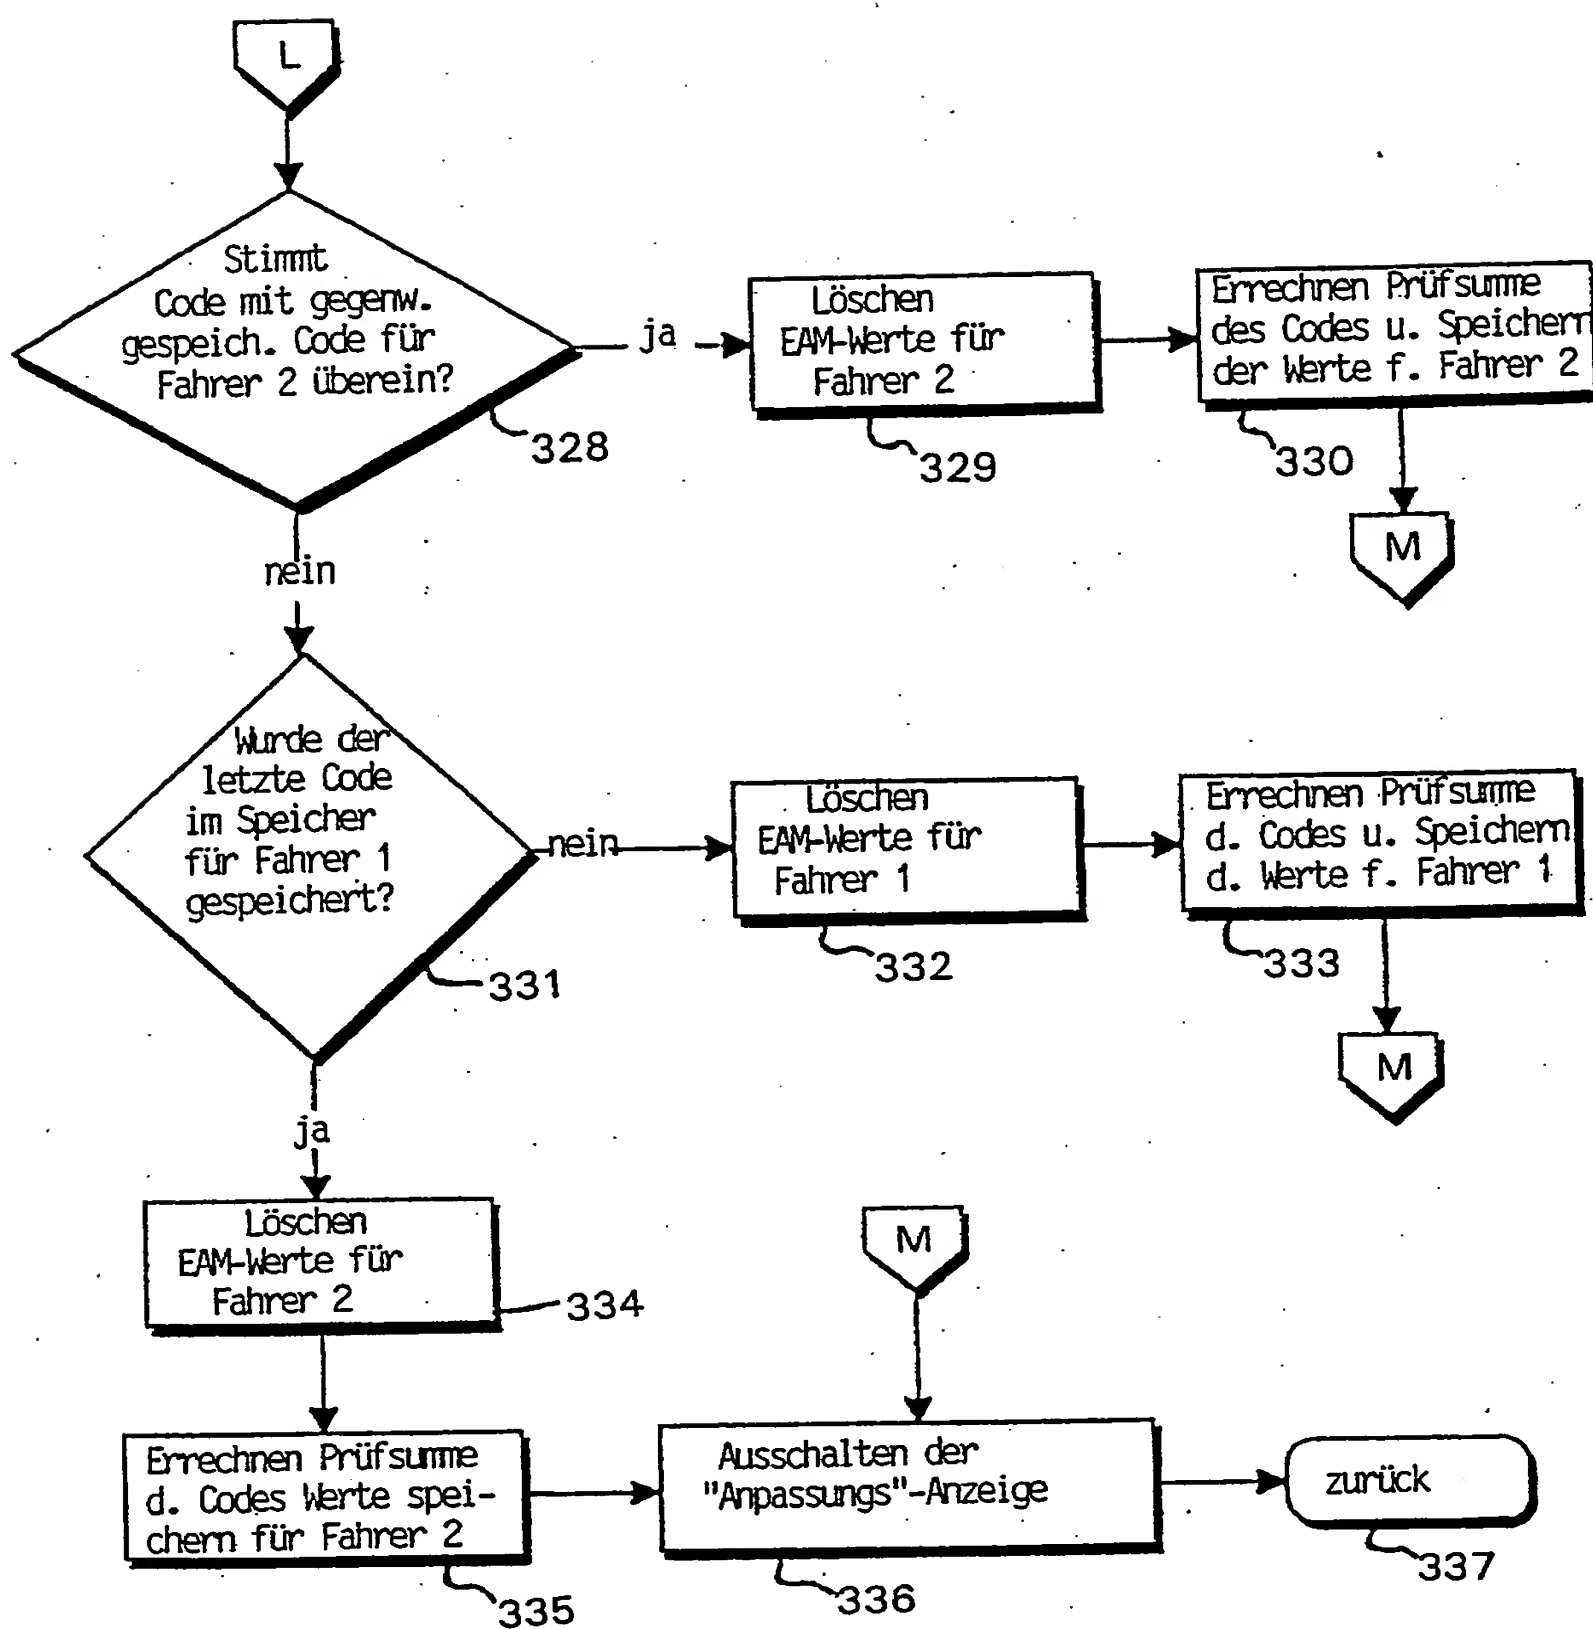 L
Stimmt
Code mit gegenw.
gespeich. Code für
Fahrer 2 überein?
328
ja
Löschen
EAM-Werte für
Fahrer 2
329
Errechnen Prüfsumme
des Codes u. Speichern
der Werte f. Fahrer 2
330
M
nein
Wurde der
letzte Code
im Speicher
für Fahrer 1
gespeichert?
331
nein
Löschen
EAM-Werte für
Fahrer 1
332
Errechnen Prüfsumme
d. Codes u. Speichern
d. Werte f. Fahrer 1
333
M
ja
Löschen
EAM-Werte für
Fahrer 2
334
Errechnen Prüfsumme
d. Codes Werte spei-
chern für Fahrer 2
335
M
Ausschalten der
"Anpassungs"-Anzeige
336
zurück
337